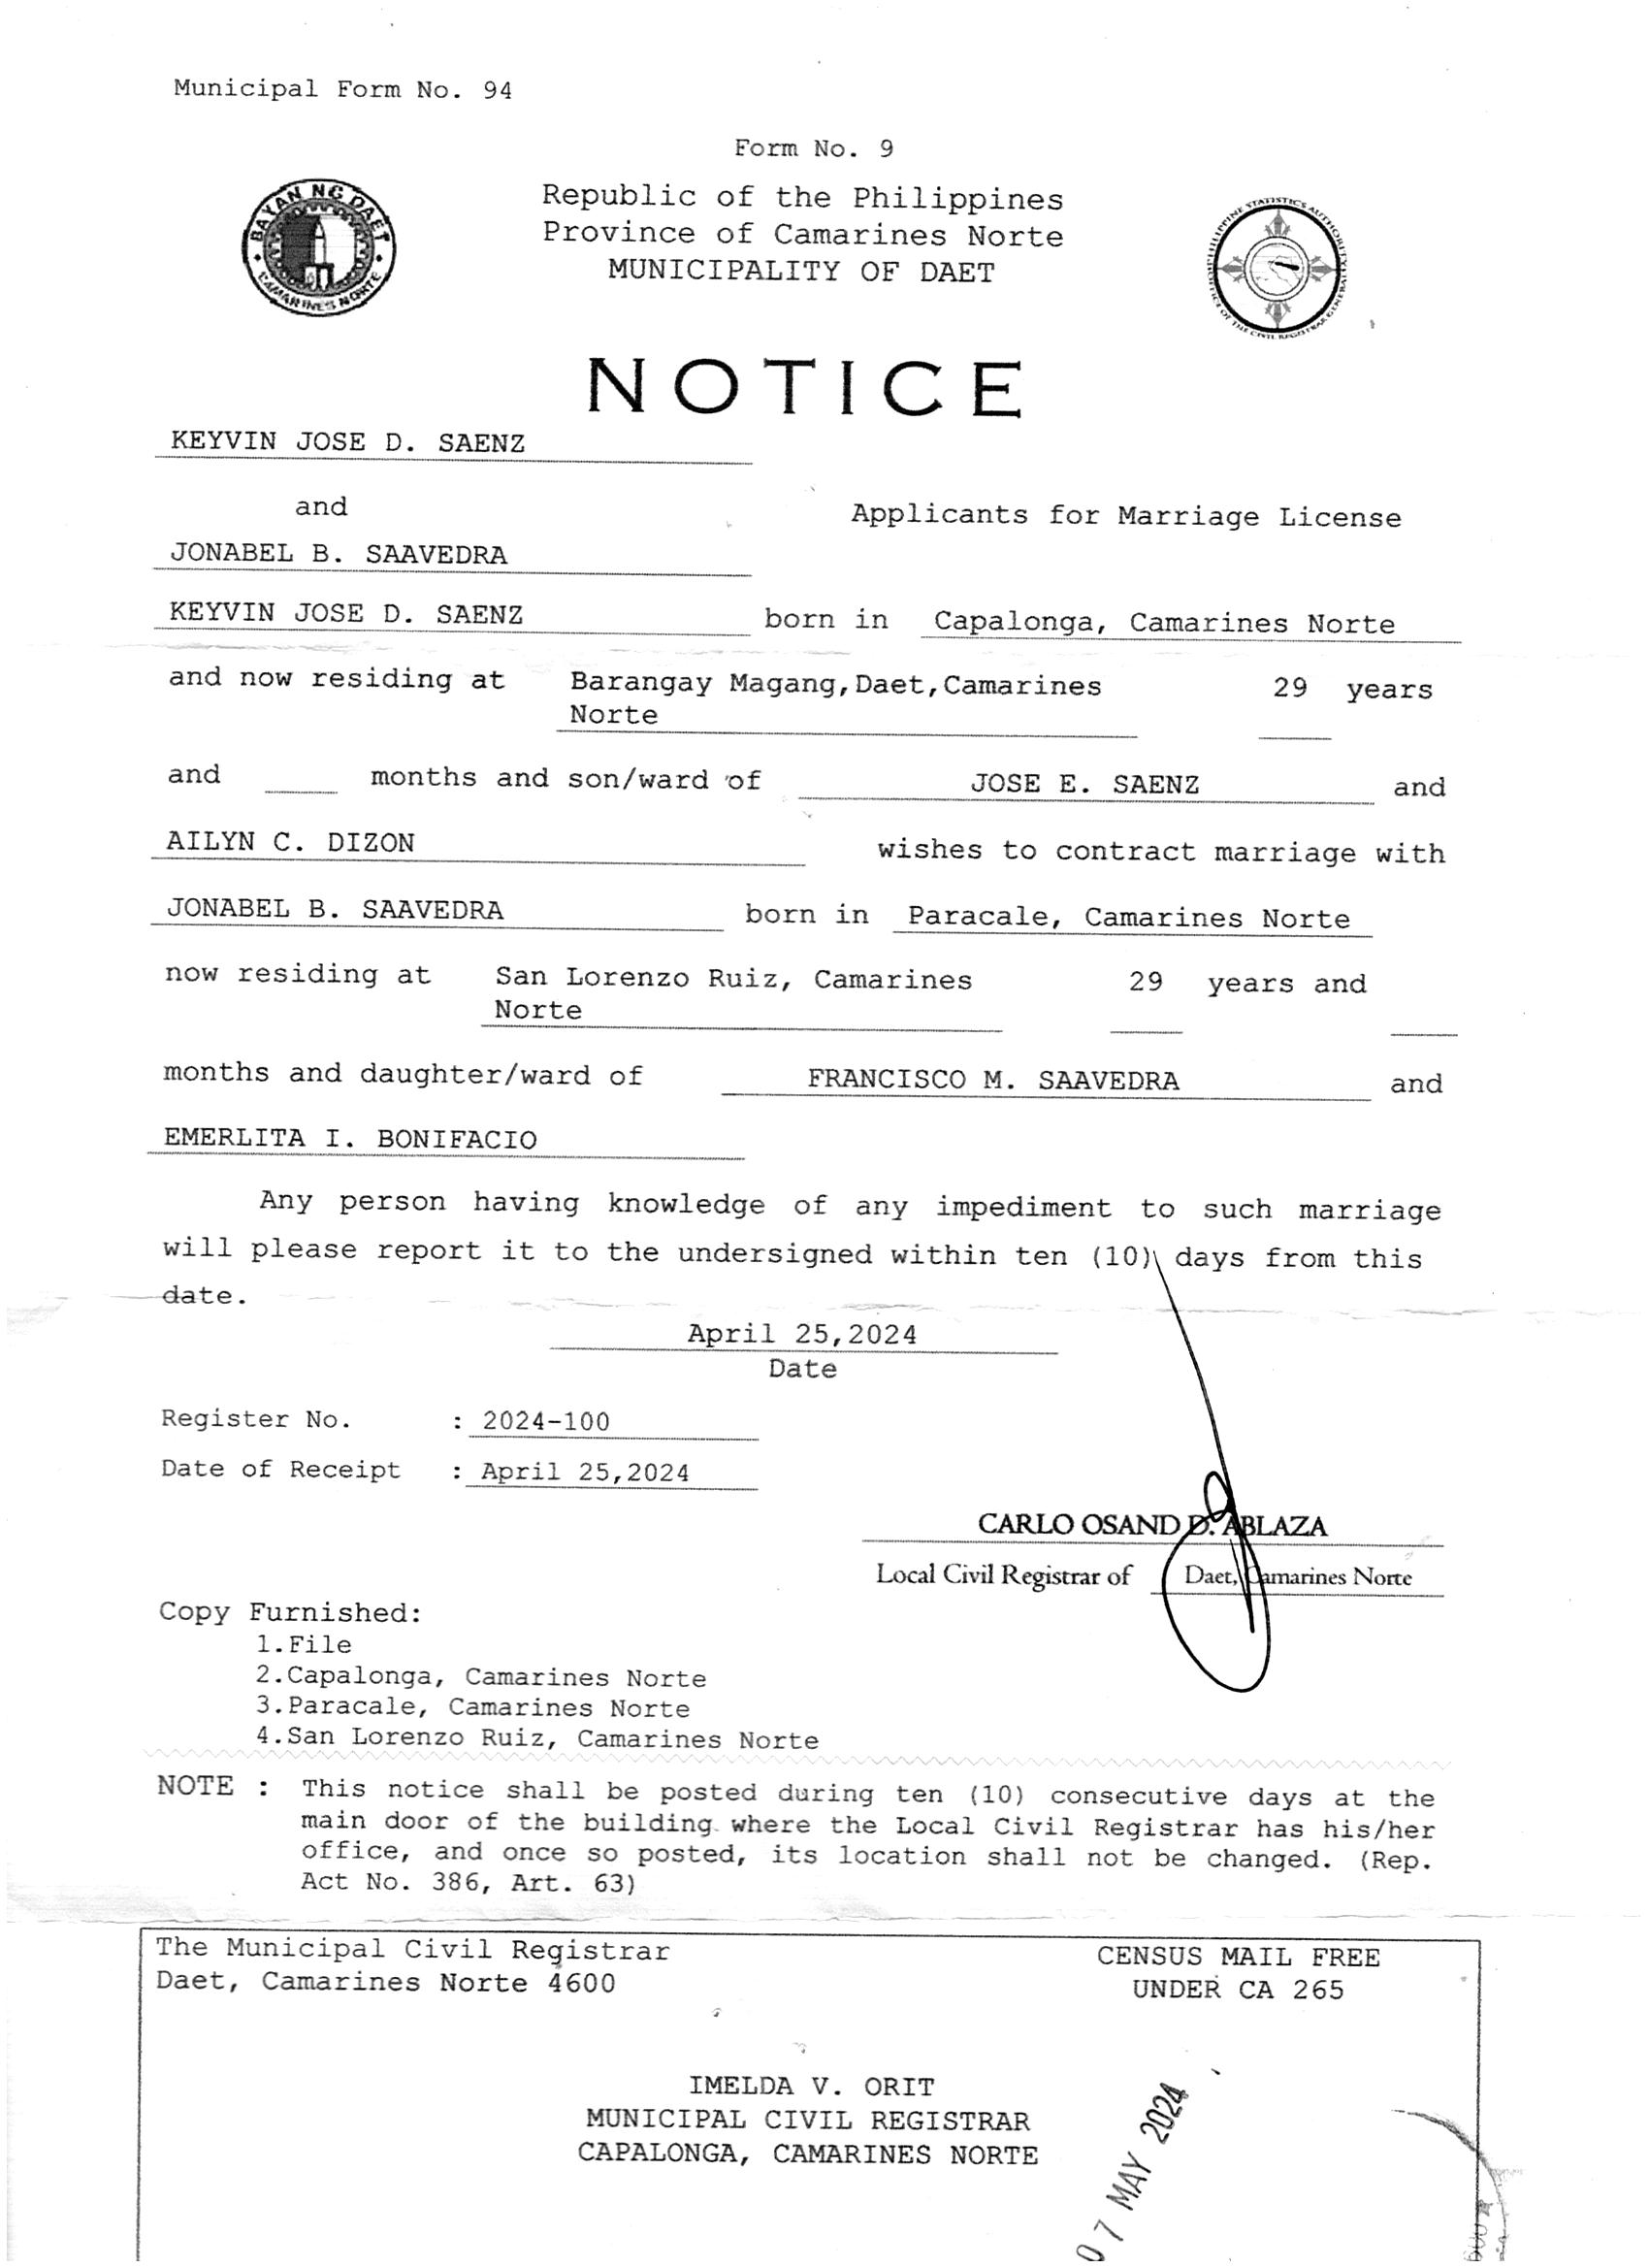 Municipal Form No. 94
Form No. 9
Republic of the Philippines
Province of Camarines Norte
MUNICIPALITY OF DAET
BAYAN NG DAET
CAMARINES NORTE
PHILIPPINE STATISTICS AUTHORITY
OFFICE OF THE CIVIL REGISTRAR GENERAL
NOTICE
KEYVIN JOSE D. SAENZ
and
Applicants for Marriage License
JONABEL B. SAAVEDRA
KEYVIN JOSE D. SAENZ born in Capalonga, Camarines Norte
and now residing at Barangay Magang,Daet,Camarines 29 years
Norte
and ____ months and son/ward of JOSE E. SAENZ and
AILYN C. DIZON wishes to contract marriage with
JONABEL B. SAAVEDRA born in Paracale, Camarines Norte
now residing at San Lorenzo Ruiz, Camarines 29 years and
Norte ____
months and daughter/ward of FRANCISCO M. SAAVEDRA and
EMERLITA I. BONIFACIO
Any person having knowledge of any impediment to such marriage
will please report it to the undersigned within ten (10) days from this
date.
April 25,2024
Date
Register No. : 2024-100
Date of Receipt : April 25,2024
CARLO OSAND D. ABLAZA
Local Civil Registrar of Daet, Camarines Norte
Copy Furnished:
1.File
2.Capalonga, Camarines Norte
3.Paracale, Camarines Norte
4.San Lorenzo Ruiz, Camarines Norte
NOTE : This notice shall be posted during ten (10) consecutive days at the
main door of the building where the Local Civil Registrar has his/her
office, and once so posted, its location shall not be changed. (Rep.
Act No. 386, Art. 63)
The Municipal Civil Registrar CENSUS MAIL FREE
Daet, Camarines Norte 4600 UNDER CA 265
IMELDA V. ORIT
MUNICIPAL CIVIL REGISTRAR
CAPALONGA, CAMARINES NORTE
07 MAY 2024